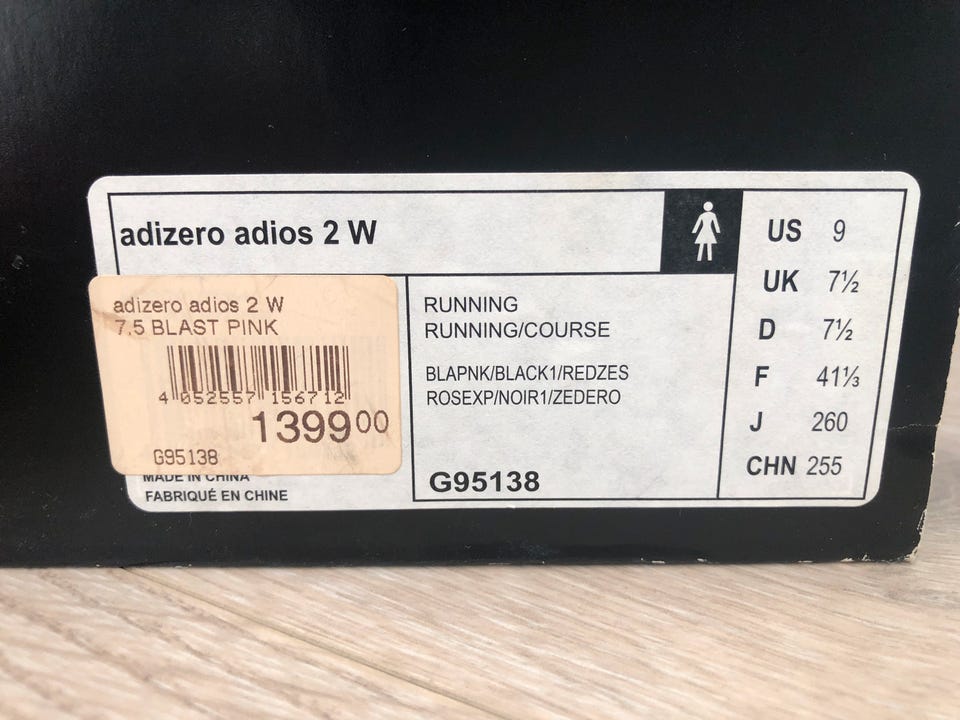 adizero adios 2 W
adizero adios 2 W
7.5 BLAST PINK
4 052557 156712
1399 00
G95138
MADE IN CHINA
FABRIQUÉ EN CHINE
RUNNING
RUNNING/COURSE
BLAPNK/BLACK1/REDZES
ROSEXP/NOIR1/ZEDERO
G95138
US 9
UK 7½
D 7½
F 41⅓
J 260
CHN 255